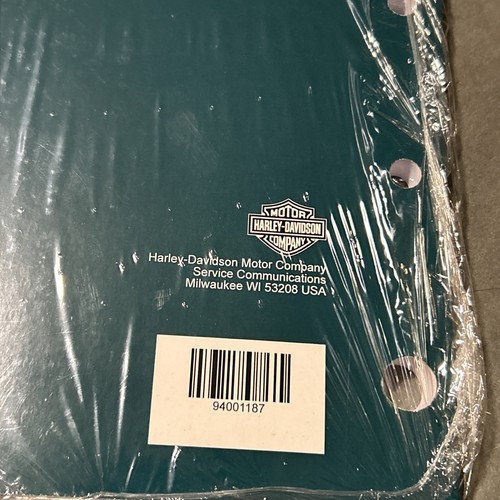 MOTOR
HARLEY-DAVIDSON
COMPANY
Harley-Davidson Motor Company
Service Communications
Milwaukee WI 53208 USA
94001187